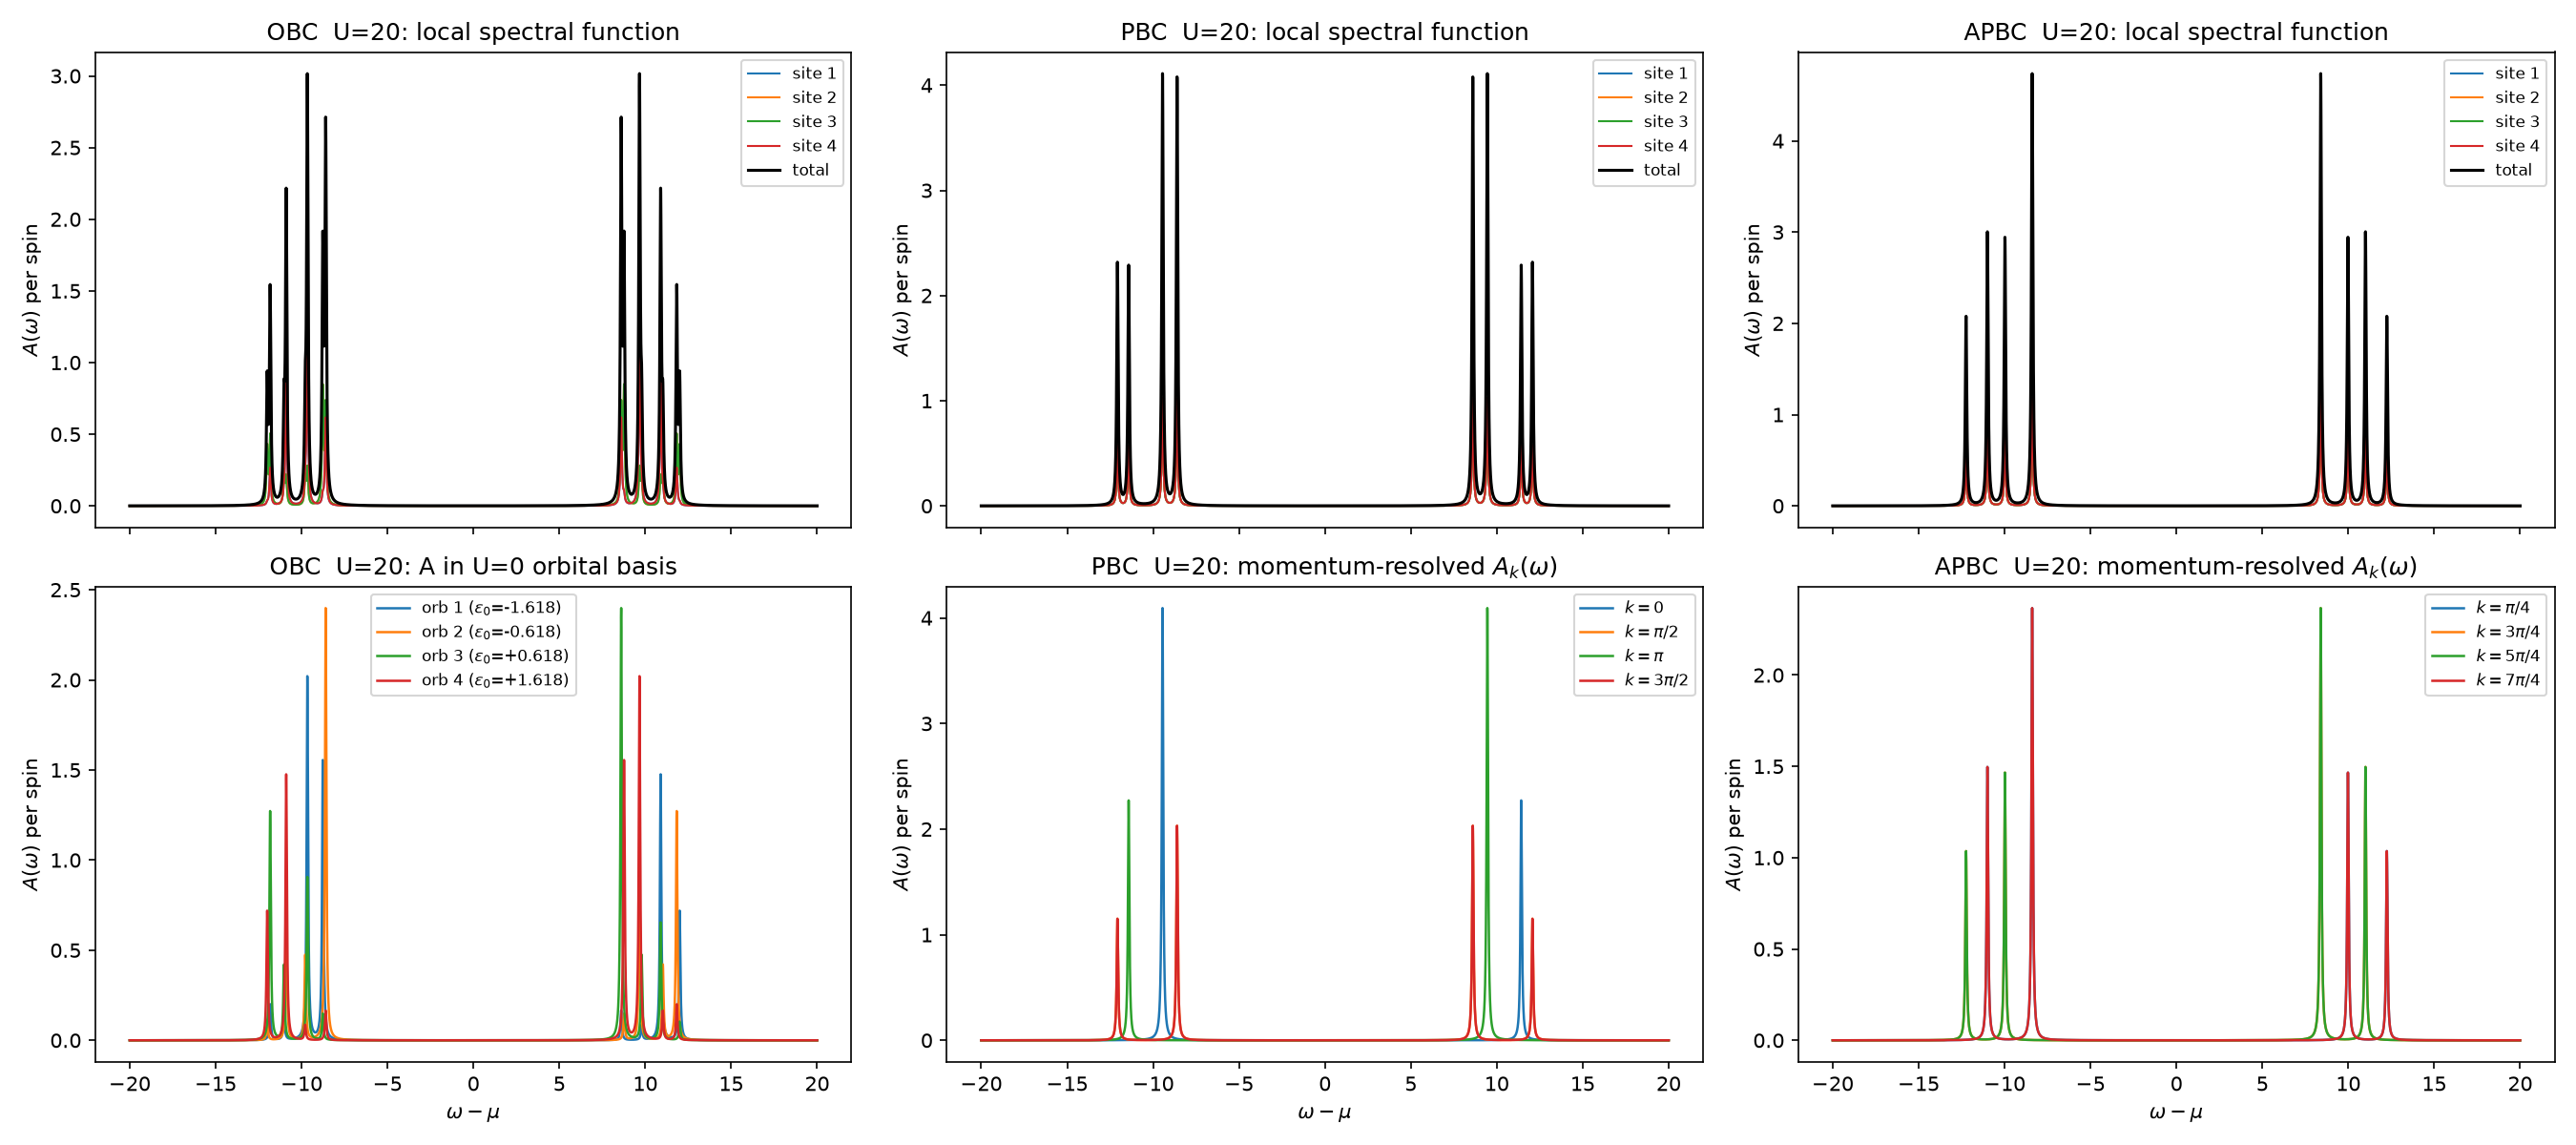 OBC  U=20: local spectral function
A(ω) per spin
3.0
2.5
2.0
1.5
1.0
0.5
0.0
site 1
site 2
site 3
site 4
total
PBC  U=20: local spectral function
A(ω) per spin
4
3
2
1
0
site 1
site 2
site 3
site 4
total
APBC  U=20: local spectral function
A(ω) per spin
4
3
2
1
0
site 1
site 2
site 3
site 4
total
OBC  U=20: A in U=0 orbital basis
A(ω) per spin
2.5
2.0
1.5
1.0
0.5
0.0
orb 1 (ε₀=-1.618)
orb 2 (ε₀=-0.618)
orb 3 (ε₀=+0.618)
orb 4 (ε₀=+1.618)
−20 −15 −10 −5 0 5 10 15 20
ω − μ
PBC  U=20: momentum-resolved Aₖ(ω)
A(ω) per spin
4
3
2
1
0
k = 0
k = π/2
k = π
k = 3π/2
−20 −15 −10 −5 0 5 10 15 20
ω − μ
APBC  U=20: momentum-resolved Aₖ(ω)
A(ω) per spin
2.0
1.5
1.0
0.5
0.0
k = π/4
k = 3π/4
k = 5π/4
k = 7π/4
−20 −15 −10 −5 0 5 10 15 20
ω − μ